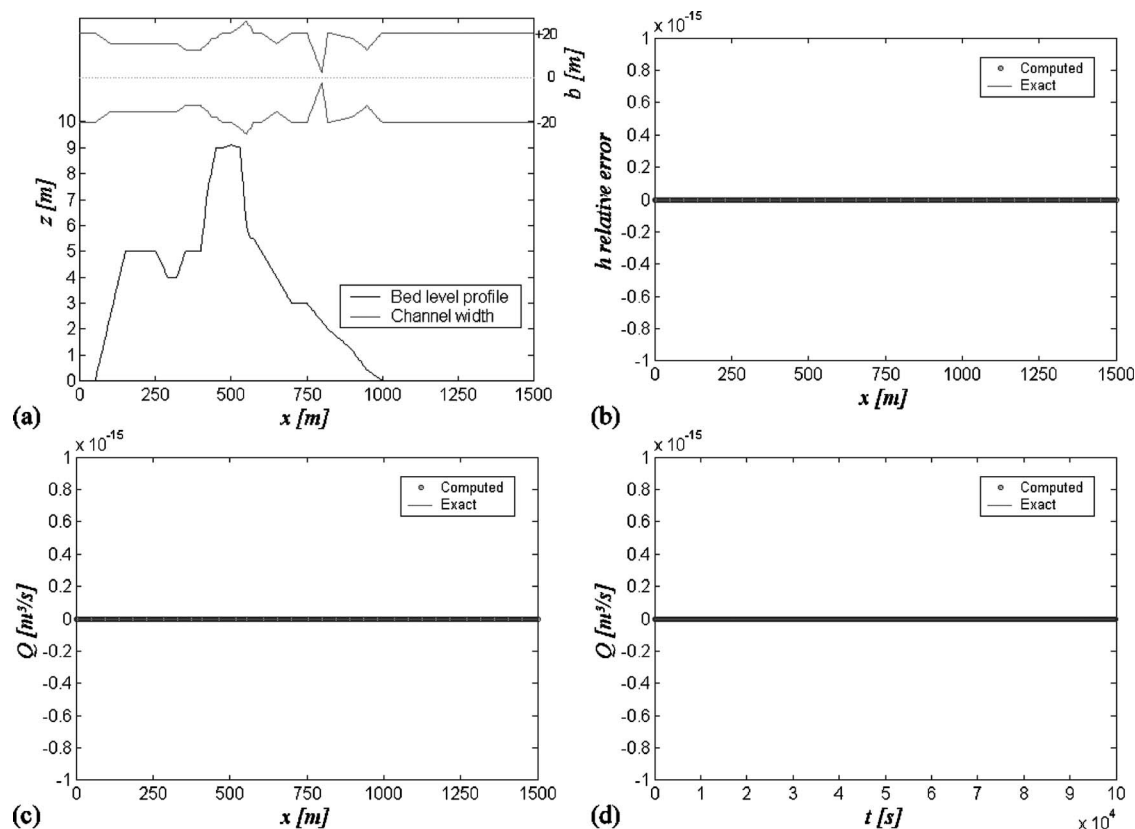 +20
0
-20
b [m]
10
9
8
7
6
5
4
3
2
1
0
z [m]
Bed level profile
Channel width
0 250 500 750 1000 1250 1500
(a) x [m]
x 10-15
1
0.8
0.6
0.4
0.2
0
-0.2
-0.4
-0.6
-0.8
-1
h relative error
Computed
Exact
0 250 500 750 1000 1250 1500
(b) x [m]
x 10-15
1
0.8
0.6
0.4
0.2
0
-0.2
-0.4
-0.6
-0.8
-1
Q [m³/s]
Computed
Exact
0 250 500 750 1000 1250 1500
(c) x [m]
x 10-15
1
0.8
0.6
0.4
0.2
0
-0.2
-0.4
-0.6
-0.8
-1
Q [m³/s]
Computed
Exact
0 1 2 3 4 5 6 7 8 9 10
x 10⁴
(d) t [s]